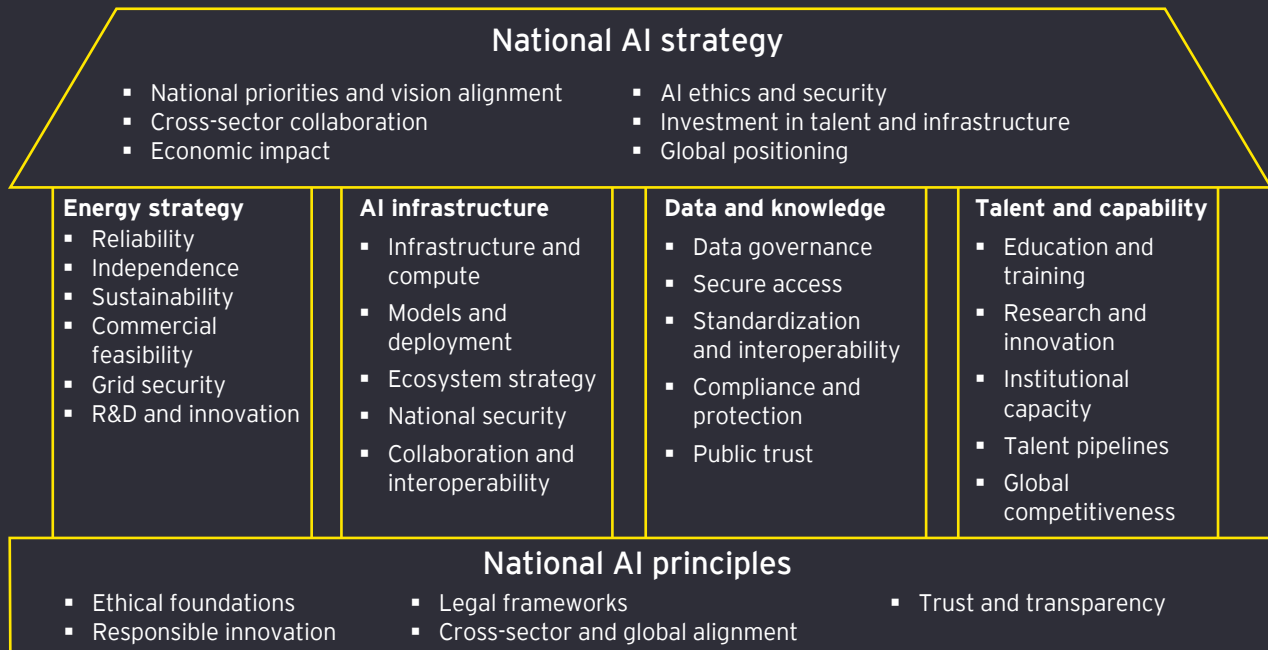 National AI strategy
▪ National priorities and vision alignment
▪ Cross-sector collaboration
▪ Economic impact
▪ AI ethics and security
▪ Investment in talent and infrastructure
▪ Global positioning
Energy strategy
▪ Reliability
▪ Independence
▪ Sustainability
▪ Commercial
feasibility
▪ Grid security
▪ R&D and innovation
AI infrastructure
▪ Infrastructure and
compute
▪ Models and
deployment
▪ Ecosystem strategy
▪ National security
▪ Collaboration and
interoperability
Data and knowledge
▪ Data governance
▪ Secure access
▪ Standardization
and interoperability
▪ Compliance and
protection
▪ Public trust
Talent and capability
▪ Education and
training
▪ Research and
innovation
▪ Institutional
capacity
▪ Talent pipelines
▪ Global
competitiveness
National AI principles
▪ Ethical foundations
▪ Responsible innovation
▪ Legal frameworks
▪ Cross-sector and global alignment
▪ Trust and transparency